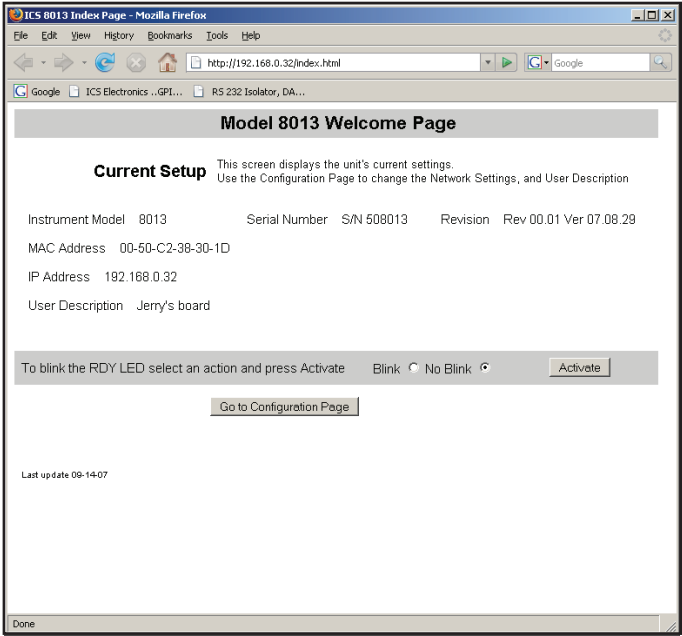 ICS 8013 Index Page - Mozilla Firefox
File Edit View History Bookmarks Tools Help
http://192.168.0.32/index.html
G Google
G Google ICS Electronics ..GPI... RS 232 Isolator, DA...
Model 8013 Welcome Page
Current Setup
This screen displays the unit's current settings.
Use the Configuration Page to change the Network Settings, and User Description
Instrument Model 8013 Serial Number S/N 508013 Revision Rev 00.01 Ver 07.08.29
MAC Address 00-50-C2-38-30-1D
IP Address 192.168.0.32
User Description Jerry's board
To blink the RDY LED select an action and press Activate Blink No Blink Activate
Go to Configuration Page
Last update 09-14-07
Done